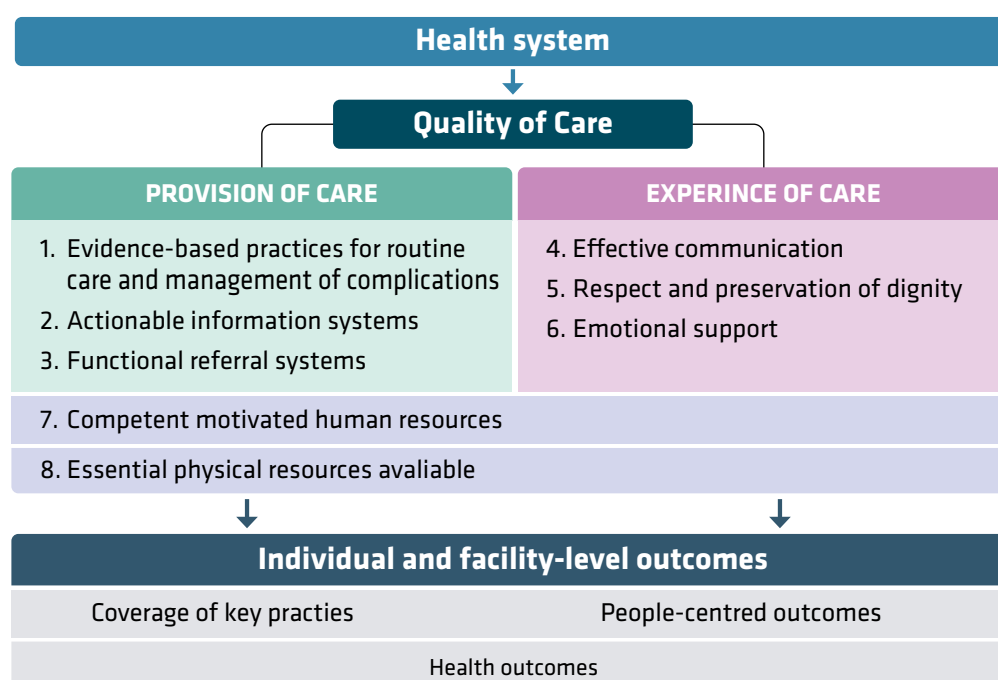 Health system
Quality of Care
PROVISION OF CARE
1. Evidence-based practices for routine
care and management of complications
2. Actionable information systems
3. Functional referral systems
EXPERINCE OF CARE
4. Effective communication
5. Respect and preservation of dignity
6. Emotional support
7. Competent motivated human resources
8. Essential physical resources avaliable
Individual and facility-level outcomes
Coverage of key practies
People-centred outcomes
Health outcomes